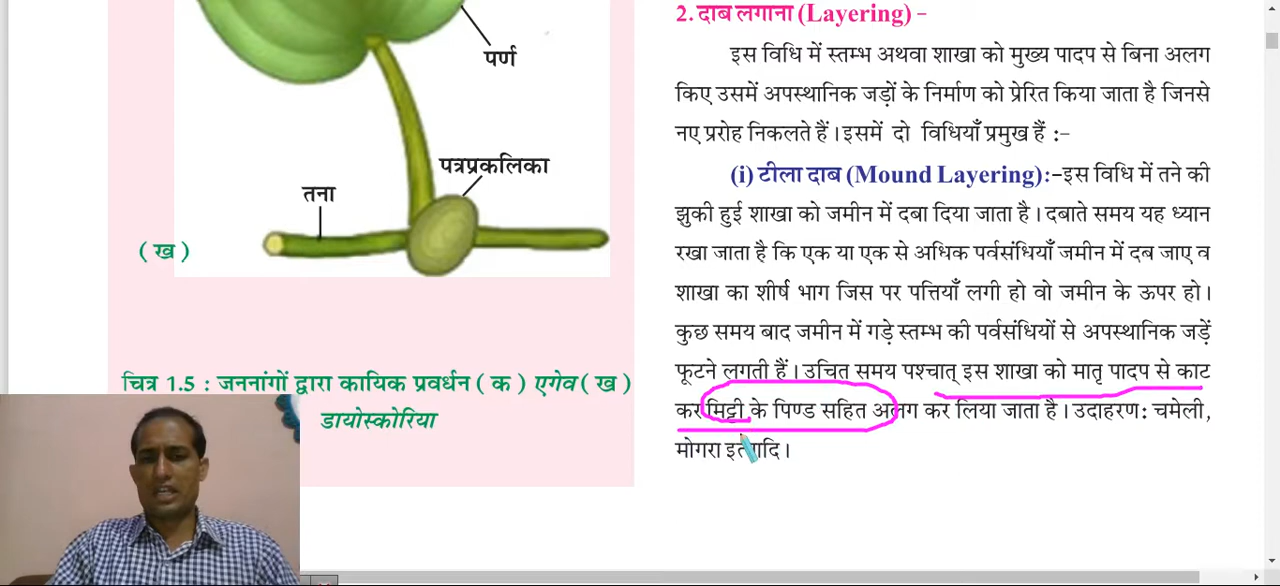 पर्ण
पत्रप्रकलिका
तना
( ख )
चित्र 1.5 : जननांगों द्वारा कायिक प्रवर्धन ( क ) एगेव ( ख )
डायोस्कोरिया
2. दाब लगाना (Layering) -
इस विधि में स्तम्भ अथवा शाखा को मुख्य पादप से बिना अलग
किए उसमें अपस्थानिक जड़ों के निर्माण को प्रेरित किया जाता है जिनसे
नए प्ररोह निकलते हैं। इसमें दो विधियाँ प्रमुख हैं :-
(i) टीला दाब (Mound Layering):-इस विधि में तने की
झुकी हुई शाखा को जमीन में दबा दिया जाता है। दबाते समय यह ध्यान
रखा जाता है कि एक या एक से अधिक पर्वसंधियाँ जमीन में दब जाए व
शाखा का शीर्ष भाग जिस पर पत्तियाँ लगी हो वो जमीन के ऊपर हो।
कुछ समय बाद जमीन में गड़े स्तम्भ की पर्वसंधियों से अपस्थानिक जड़ें
फूटने लगती हैं। उचित समय पश्चात् इस शाखा को मातृ पादप से काट
कर मिट्टी के पिण्ड सहित अलग कर लिया जाता है। उदाहरण: चमेली,
मोगरा इत्यादि।